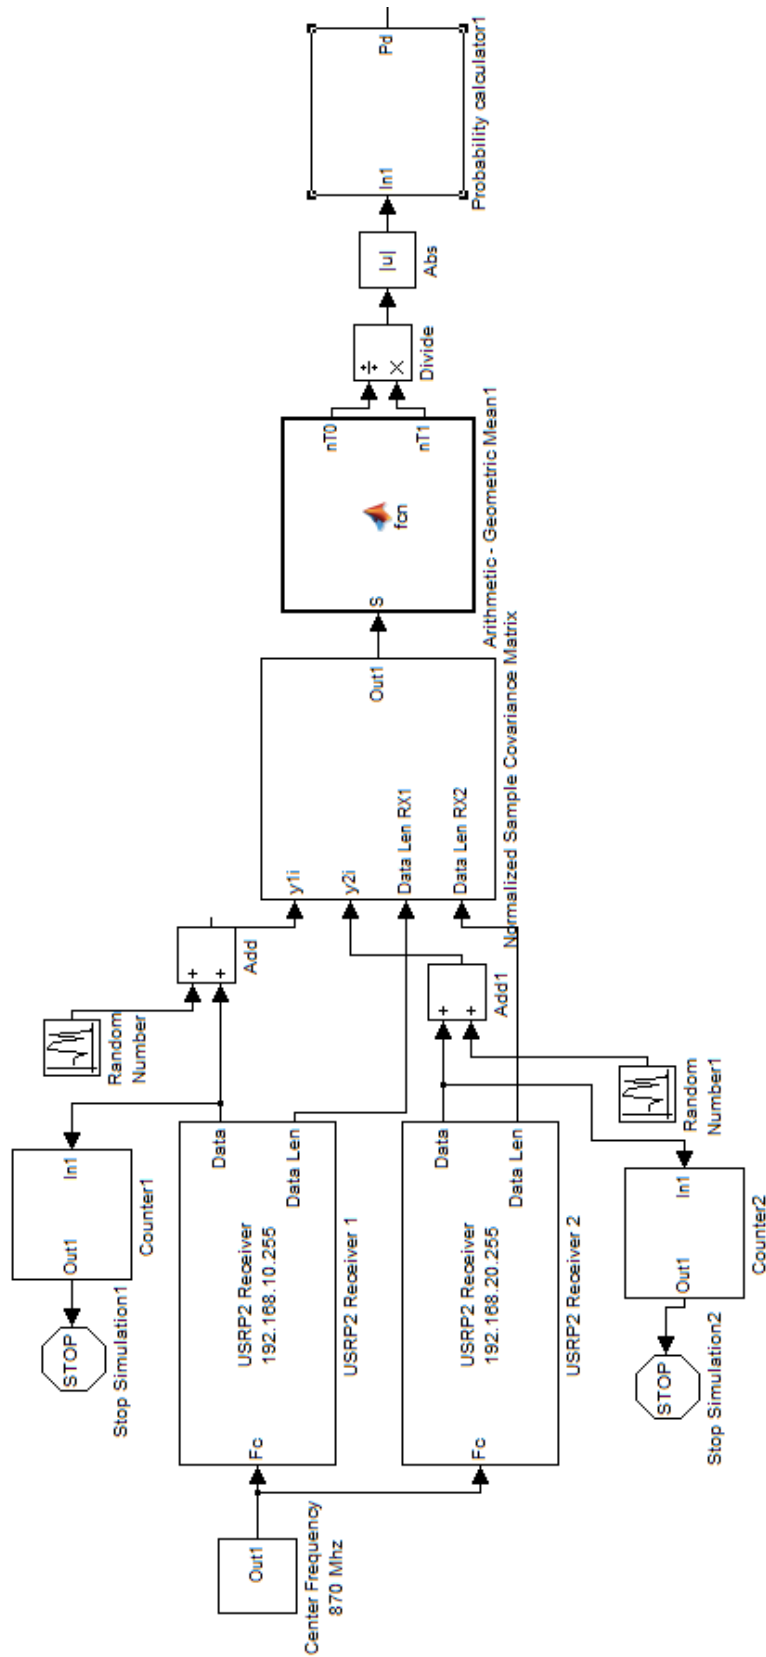 Out1
Center Frequency
870 Mhz
STOP
Stop Simulation1
Out1
In1
Counter1
Fc
USRP2 Receiver
192.168.10.255
Data
Data Len
USRP2 Receiver 1
Fc
USRP2 Receiver
192.168.20.255
Data
Data Len
USRP2 Receiver 2
STOP
Stop Simulation2
Out1
In1
Counter2
Random
Number
+
+
Add
+
+
Add1
Random
Number1
y1i
y2i
Data Len RX1
Data Len RX2
Out1
Normalized Sample Covariance Matrix
S
fcn
nT0
nT1
Arithmetic - Geometric Mean1
÷
×
Divide
|u|
Abs
In1
Pd
Probability calculator1